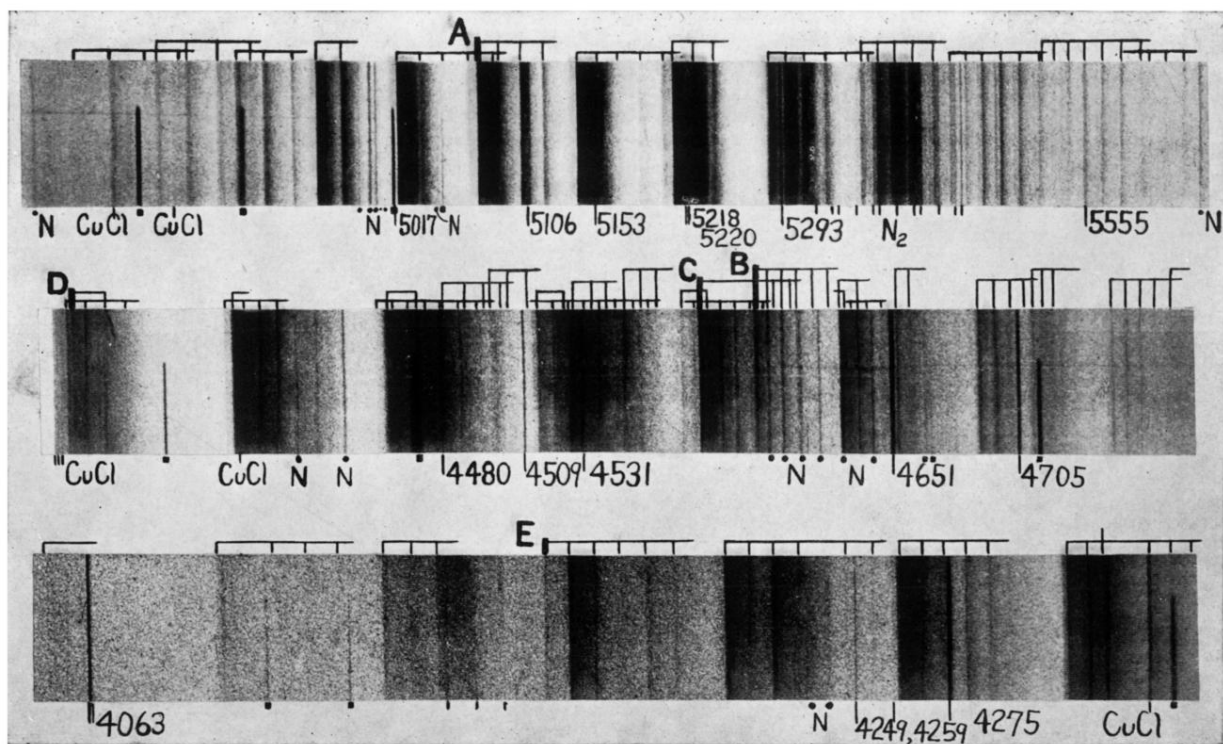 A
N CuCl CuCl N 5017 N 5106 5153 5218 5220 5293 N2 5555 N
D C B
CuCl CuCl N N 4480 4509 4531 N N 4651 4705
E
4063 N 4249, 4259 4275 CuCl